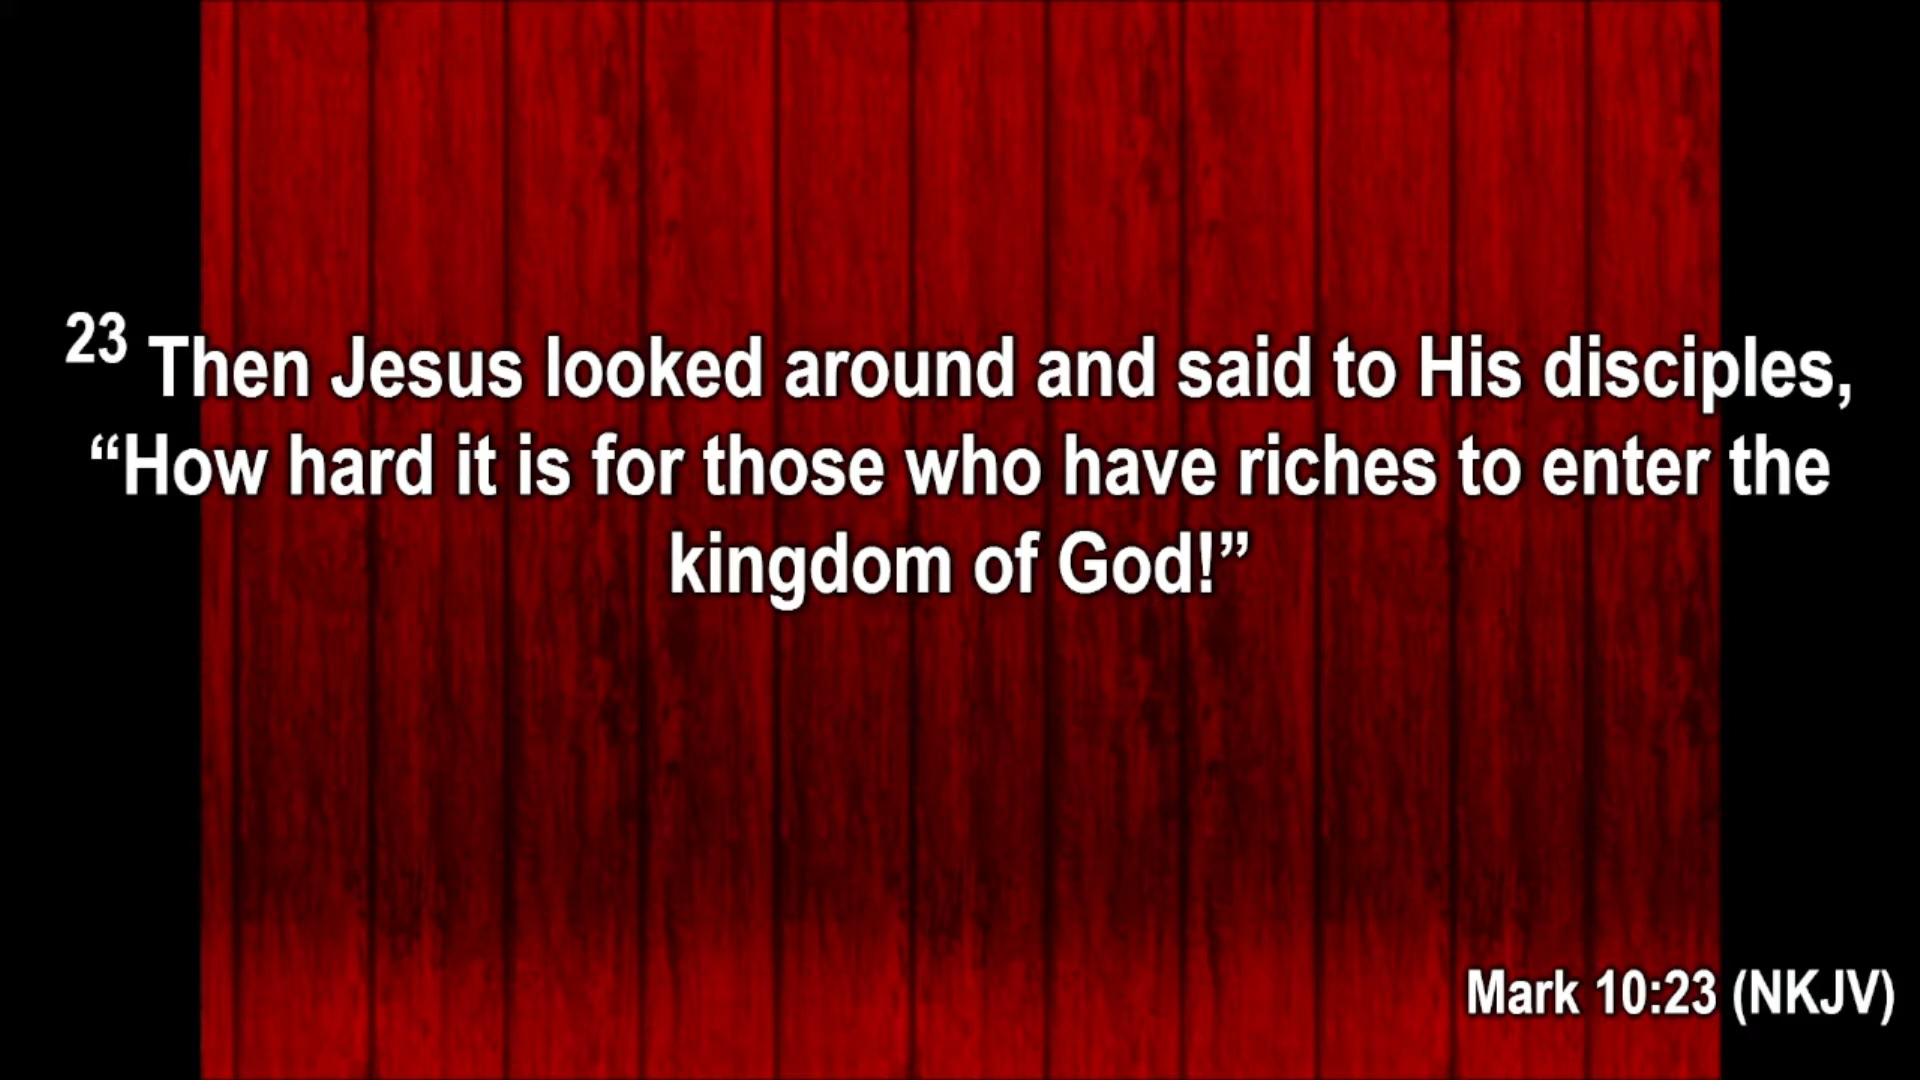 23 Then Jesus looked around and said to His disciples,
“How hard it is for those who have riches to enter the
kingdom of God!”
Mark 10:23 (NKJV)